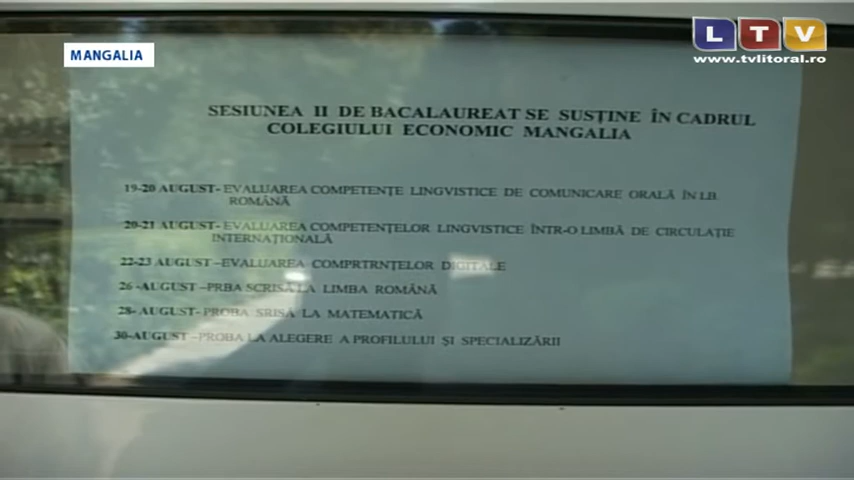 MANGALIA
LTV
www.tvlitoral.ro
SESIUNEA II DE BACALAUREAT SE SUSȚINE ÎN CADRUL
COLEGIULUI ECONOMIC MANGALIA
19-20 AUGUST- EVALUAREA COMPETENȚE LINGVISTICE DE COMUNICARE ORALĂ ÎN LB.
ROMÂNĂ
20-21 AUGUST- EVALUAREA COMPETENȚELOR LINGVISTICE ÎNTR-O LIMBĂ DE CIRCULAȚIE
INTERNAȚIONALĂ
22-23 AUGUST –EVALUAREA COMPRTRNȚELOR DIGITALE
26 -AUGUST –PRBA SCRISĂ LA LIMBA ROMÂNĂ
28- AUGUST- PROBA SRISĂ LA MATEMATICĂ
30-AUGUST –PROBA LA ALEGERE A PROFILULUI ȘI SPECIALIZĂRII